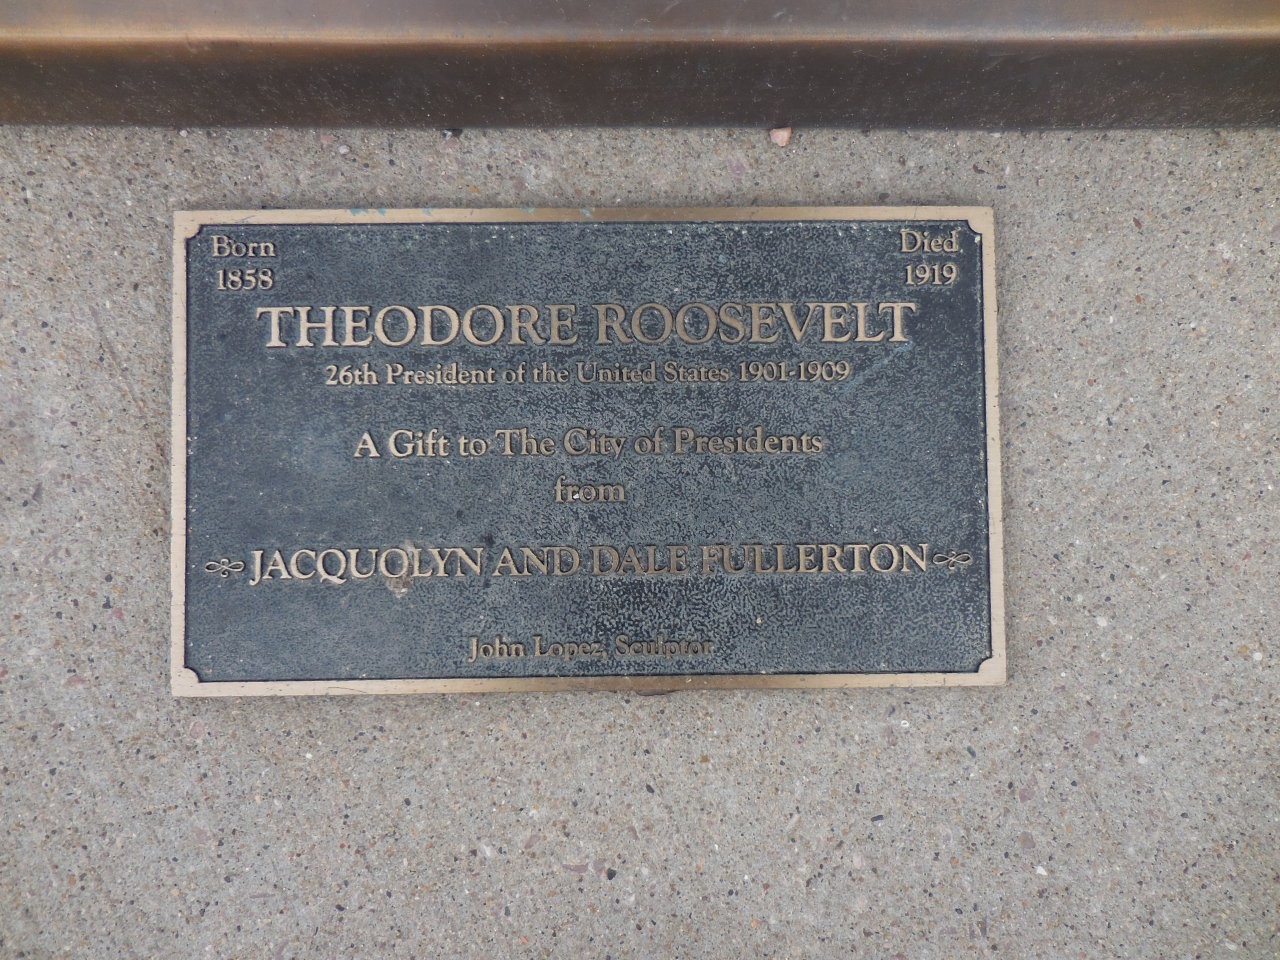 Born
1858
Died
1919
THEODORE ROOSEVELT
26th President of the United States 1901-1909
A Gift to The City of Presidents
from
JACQUOLYN AND DALE FULLERTON
John Lopez, Sculptor